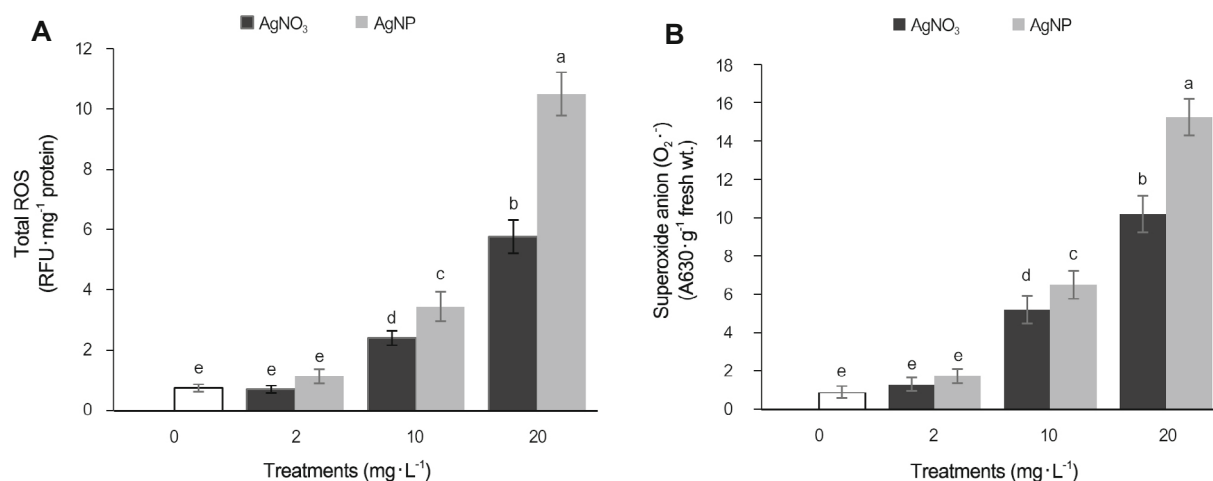 A
AgNO₃ AgNP
Total ROS
(RFU·mg⁻¹ protein)
12
10
8
6
4
2
0
e
e
e
d
c
b
a
0 2 10 20
Treatments (mg·L⁻¹)
B
AgNO₃ AgNP
Superoxide anion (O₂·⁻)
(A630·g⁻¹ fresh wt.)
18
16
14
12
10
8
6
4
2
0
e
e
e
d
c
b
a
0 2 10 20
Treatments (mg·L⁻¹)